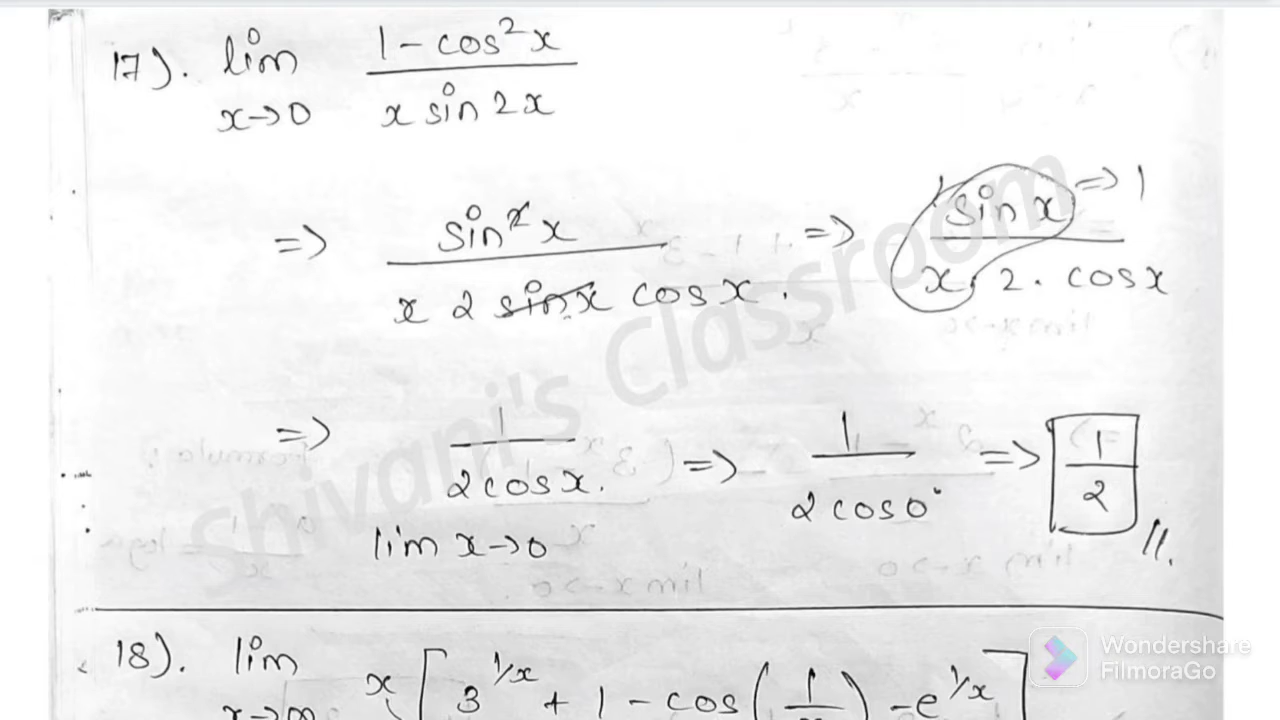 17). lim 1 - cos²x / x sin 2x
x→0
=> sin²x / x 2 sin x cos x . => sin x / x . 2 . cos x => 1
=> 1 / 2 cos x . => 1 / 2 cos 0° => 1 / 2 //.
lim x→0
18). lim x [ 3^1/x + 1 - cos( 1 / ) - e^1/x ]
x→∞
Shivani's Classroom
Wondershare
FilmoraGo